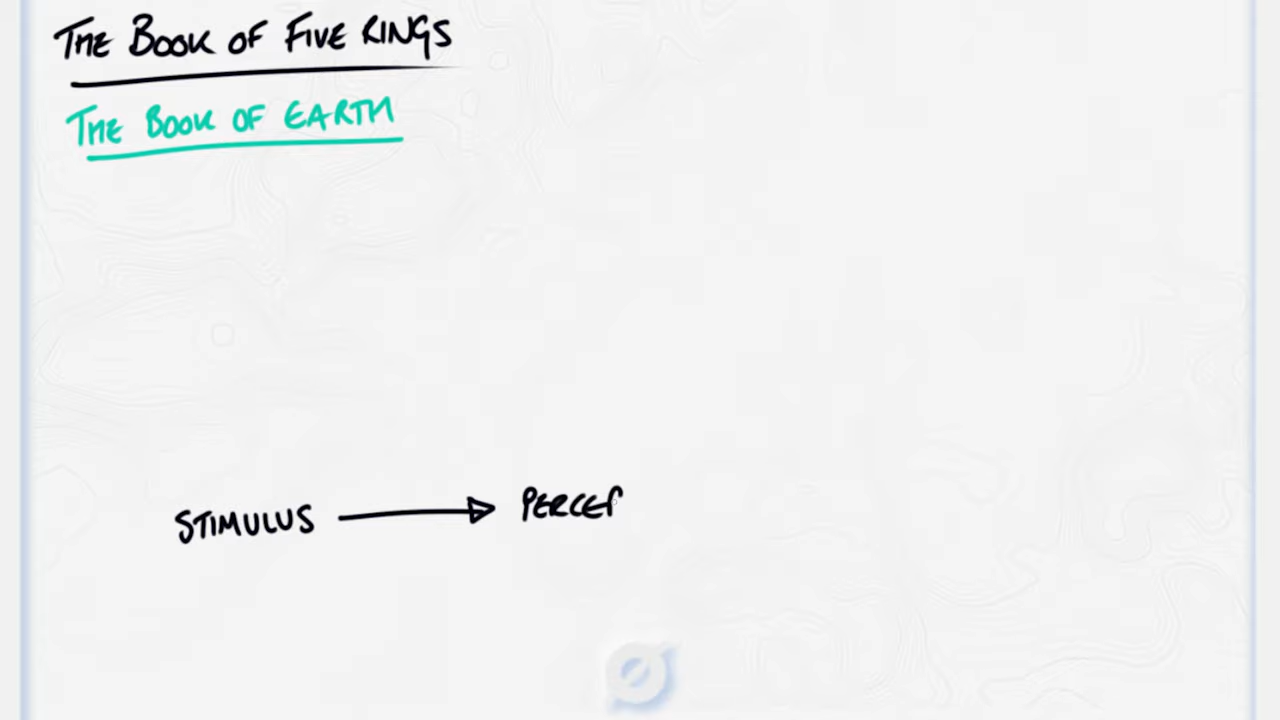 THE BOOK OF FIVE RINGS
THE BOOK OF EARTH
STIMULUS PERCEP